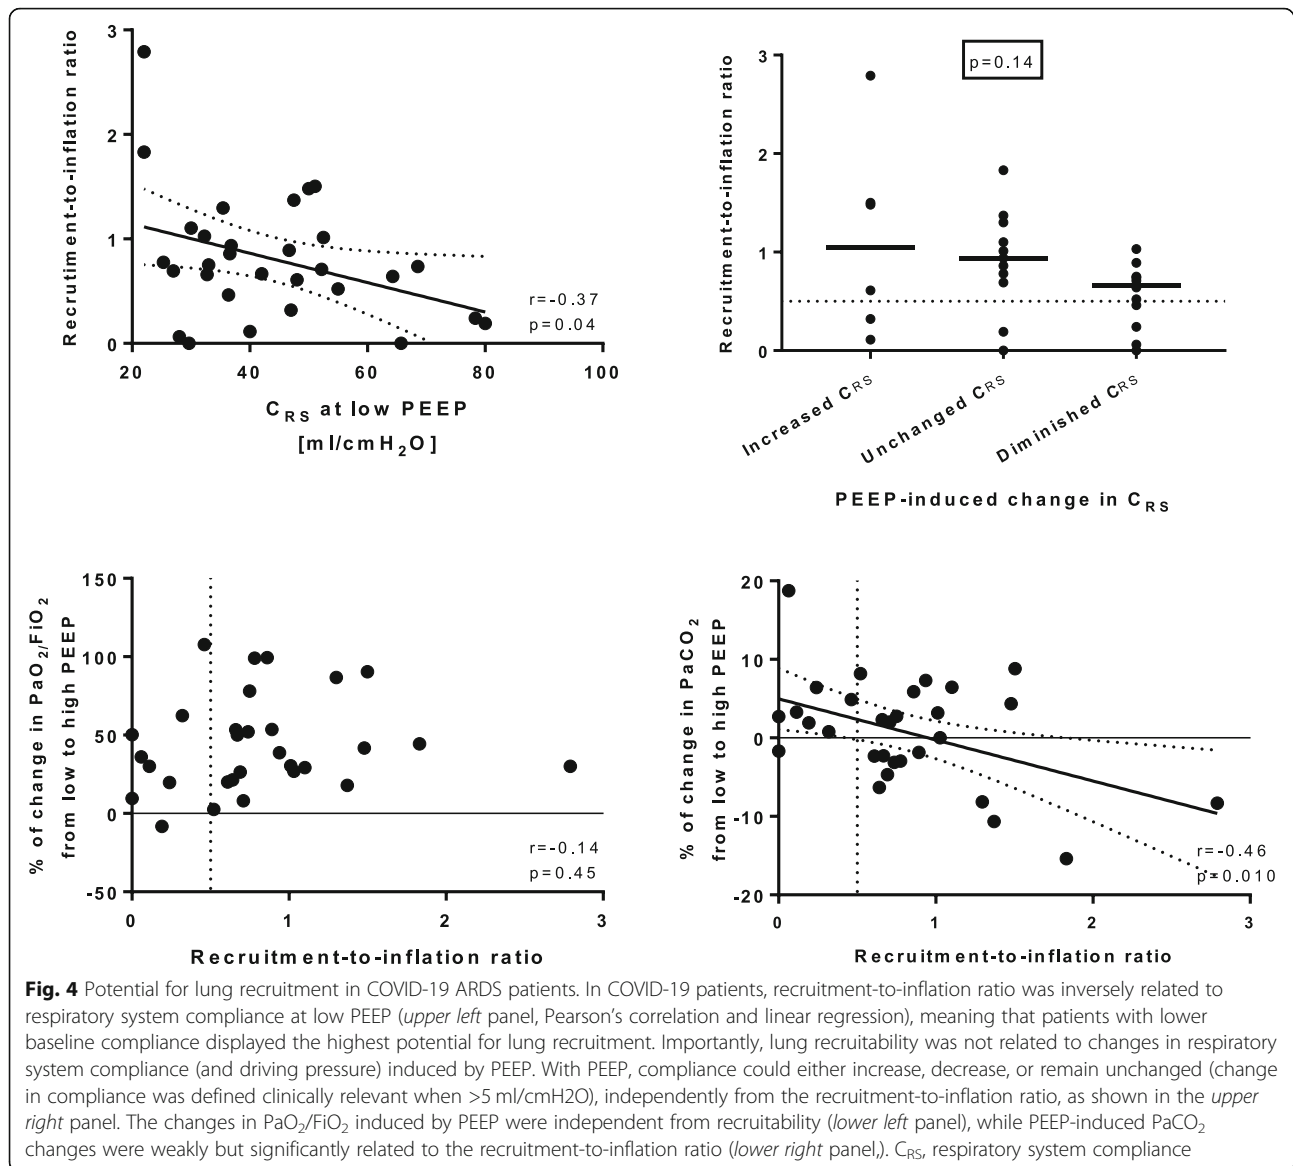 Recrutiment-to-inflation ratio
3
2
1
0
20
40
60
80
100
r=-0.37
p=0.04
C_RS at low PEEP
[ml/cmH₂O]
Recruitment-to-inflation ratio
3
2
1
0
p=0.14
Increased C_RS
Unchanged C_RS
Diminished C_RS
PEEP-induced change in C_RS
% of change in PaO₂/FiO₂
from low to high PEEP
150
100
50
0
-50
0
1
2
3
r=-0.14
p=0.45
Recruitment-to-inflation ratio
% of change in PaCO₂
from low to high PEEP
20
10
0
-10
-20
0
1
2
3
r=-0.46
p=0.010
Recruitment-to-inflation ratio
Fig. 4 Potential for lung recruitment in COVID-19 ARDS patients. In COVID-19 patients, recruitment-to-inflation ratio was inversely related to
respiratory system compliance at low PEEP (upper left panel, Pearson’s correlation and linear regression), meaning that patients with lower
baseline compliance displayed the highest potential for lung recruitment. Importantly, lung recruitability was not related to changes in respiratory
system compliance (and driving pressure) induced by PEEP. With PEEP, compliance could either increase, decrease, or remain unchanged (change
in compliance was defined clinically relevant when >5 ml/cmH2O), independently from the recruitment-to-inflation ratio, as shown in the upper
right panel. The changes in PaO₂/FiO₂ induced by PEEP were independent from recruitability (lower left panel), while PEEP-induced PaCO₂
changes were weakly but significantly related to the recruitment-to-inflation ratio (lower right panel,). C_RS, respiratory system compliance